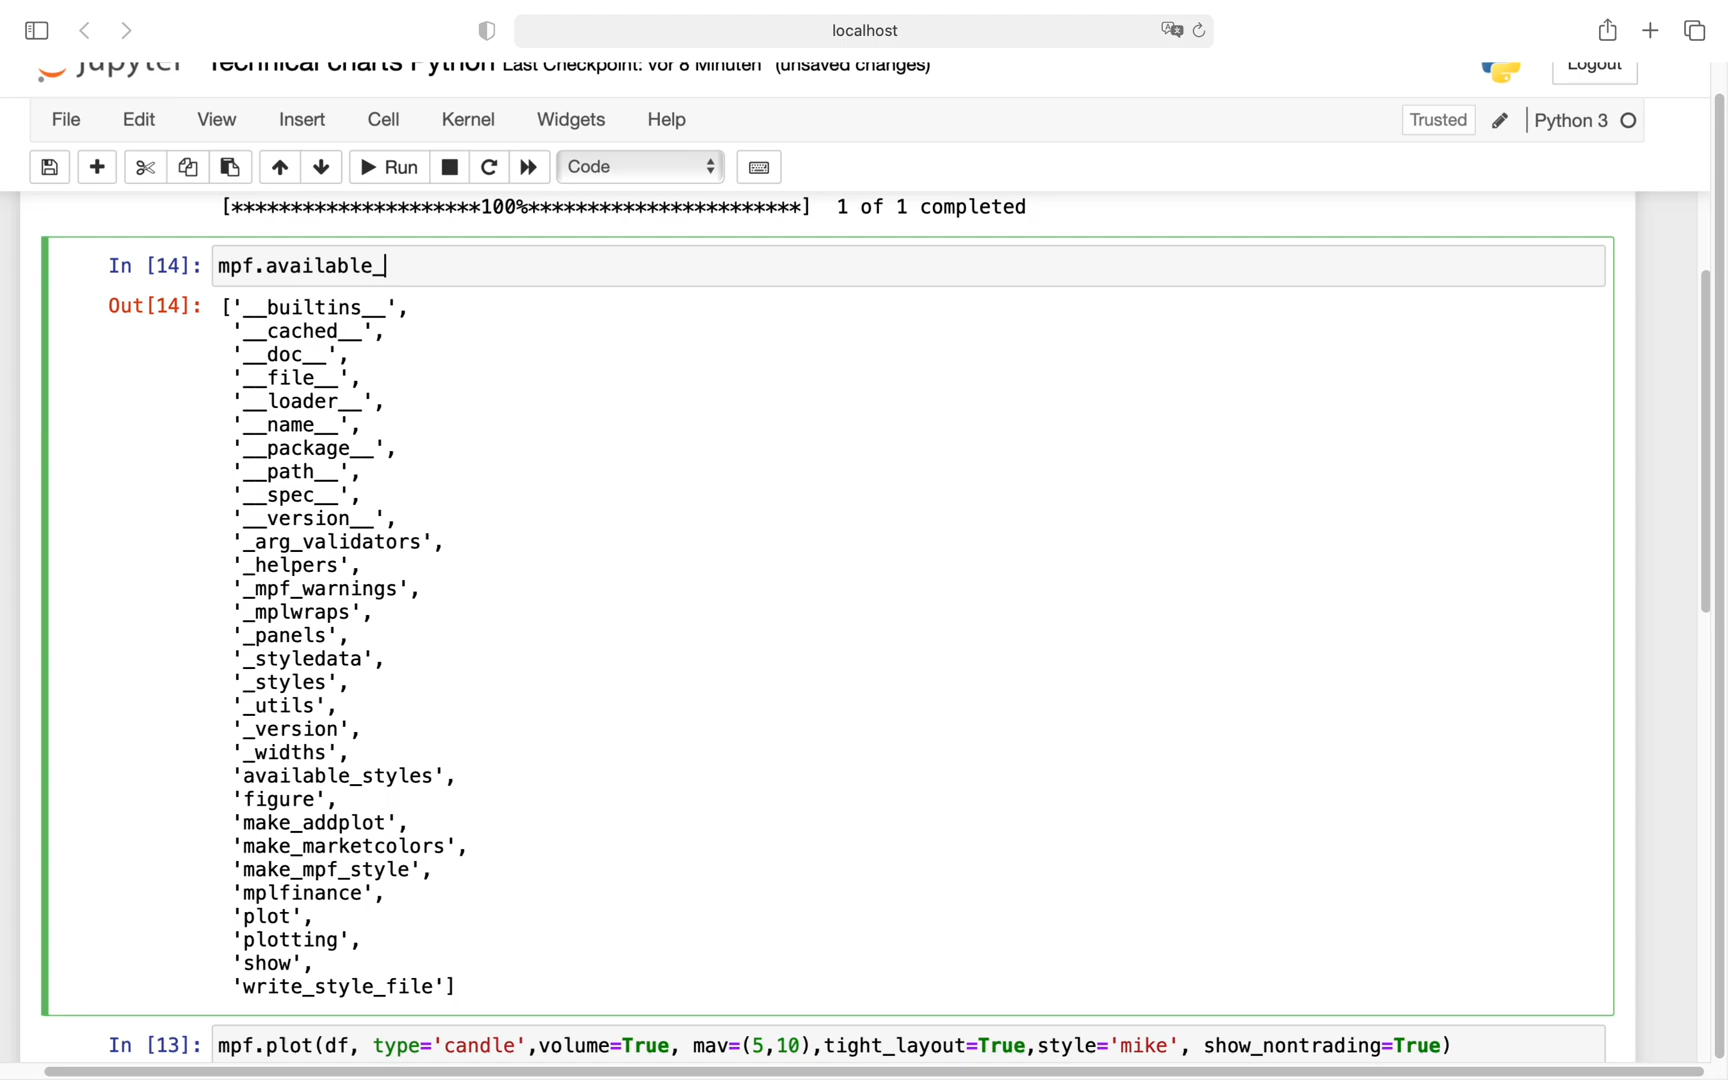 localhost
jupyter Technical charts Python Last Checkpoint: vor 8 Minuten (unsaved changes)
Logout
File Edit View Insert Cell Kernel Widgets Help
Trusted Python 3
Run Code
[*********************100%***********************] 1 of 1 completed
In [14]: mpf.available_
Out[14]: ['__builtins__',
'__cached__',
'__doc__',
'__file__',
'__loader__',
'__name__',
'__package__',
'__path__',
'__spec__',
'__version__',
'_arg_validators',
'_helpers',
'_mpf_warnings',
'_mplwraps',
'_panels',
'_styledata',
'_styles',
'_utils',
'_version',
'_widths',
'available_styles',
'figure',
'make_addplot',
'make_marketcolors',
'make_mpf_style',
'mplfinance',
'plot',
'plotting',
'show',
'write_style_file']
In [13]: mpf.plot(df, type='candle',volume=True, mav=(5,10),tight_layout=True,style='mike', show_nontrading=True)